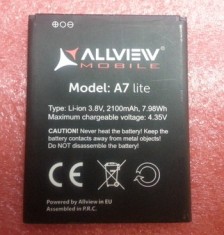 ALLVIEW
MOBILE
Model: A7 lite
Type: Li-ion 3.8V, 2100mAh, 7.98Wh
Maximum chargeable voltage: 4.35V
CAUTION! Never heat the battery! Keep
battery contacts away from metal objects!
Do not disassemble the battery!
Powered by Allview in EU
Assembled in P.R.C.